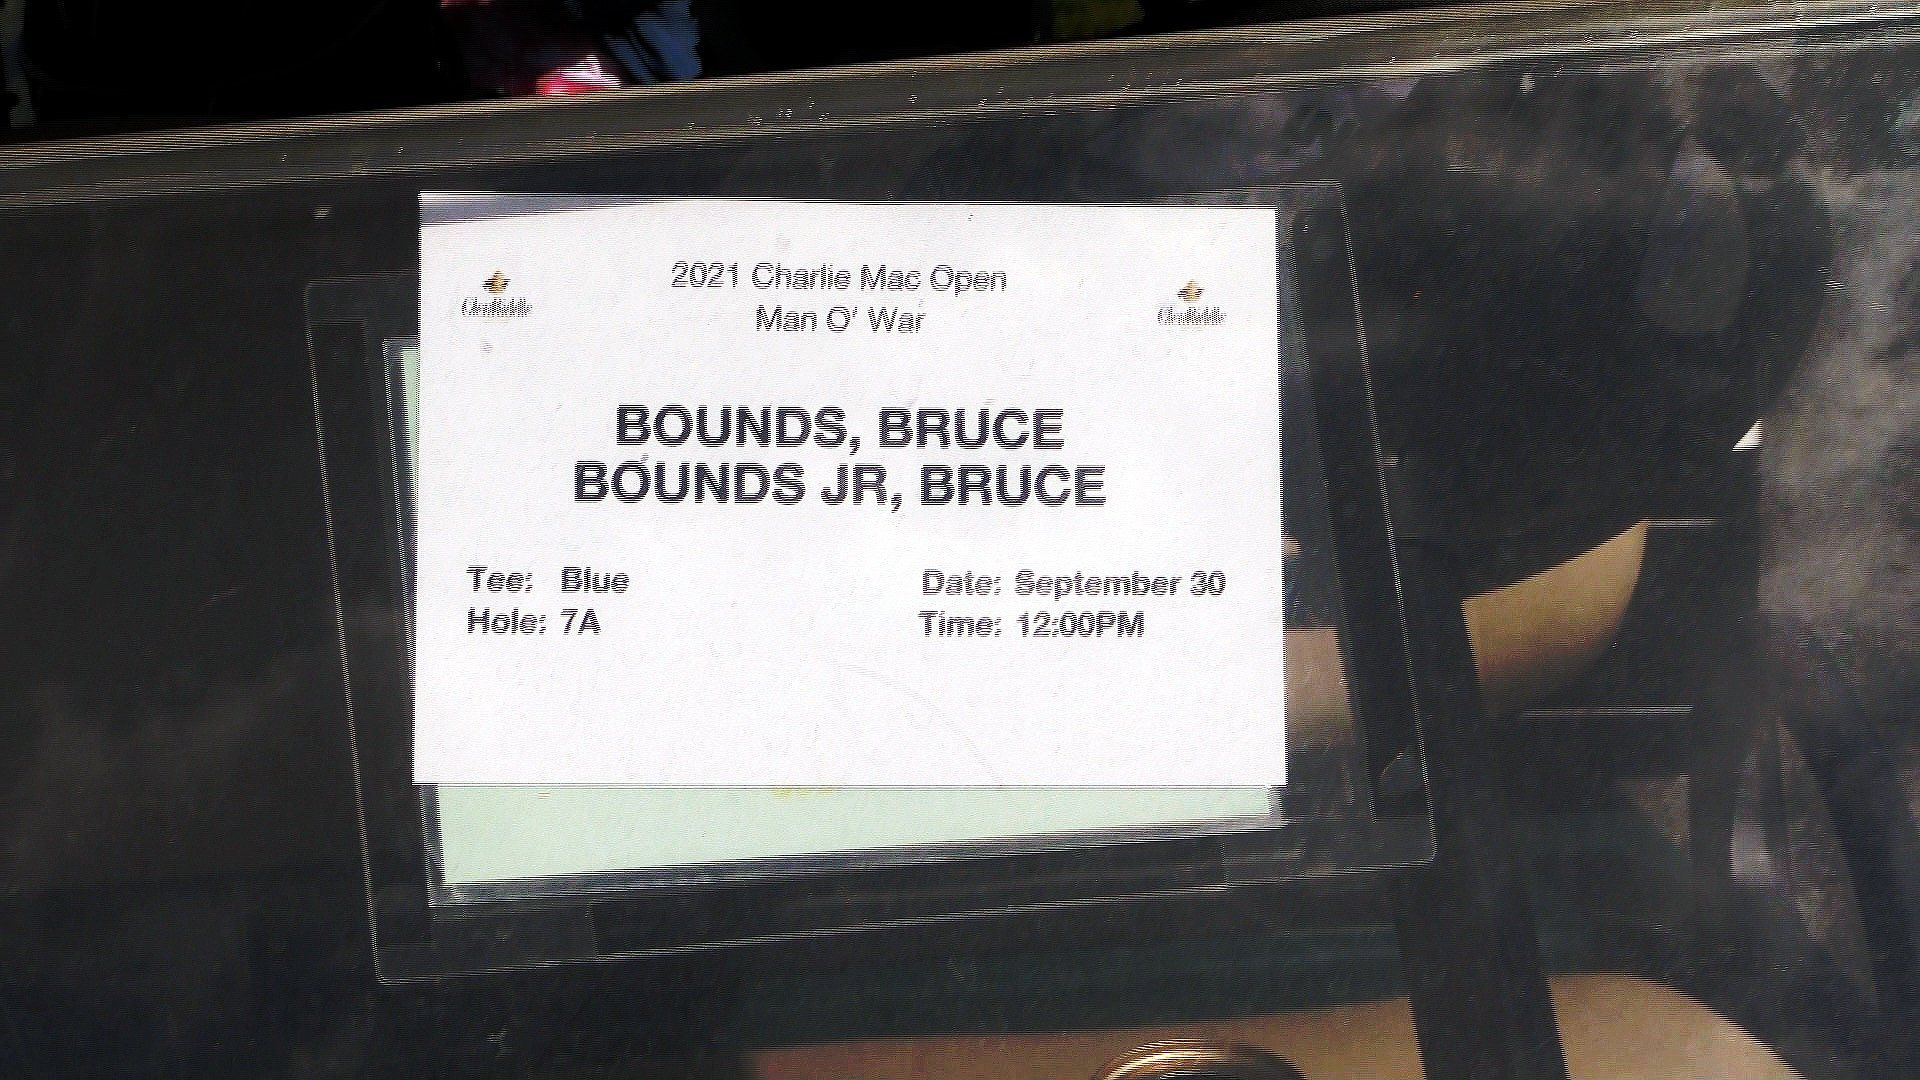 2021 Charlie Mac Open
Man O' War
BOUNDS, BRUCE
BOUNDS JR, BRUCE
Tee: Blue
Date: September 30
Hole: 7A
Time: 12:00PM